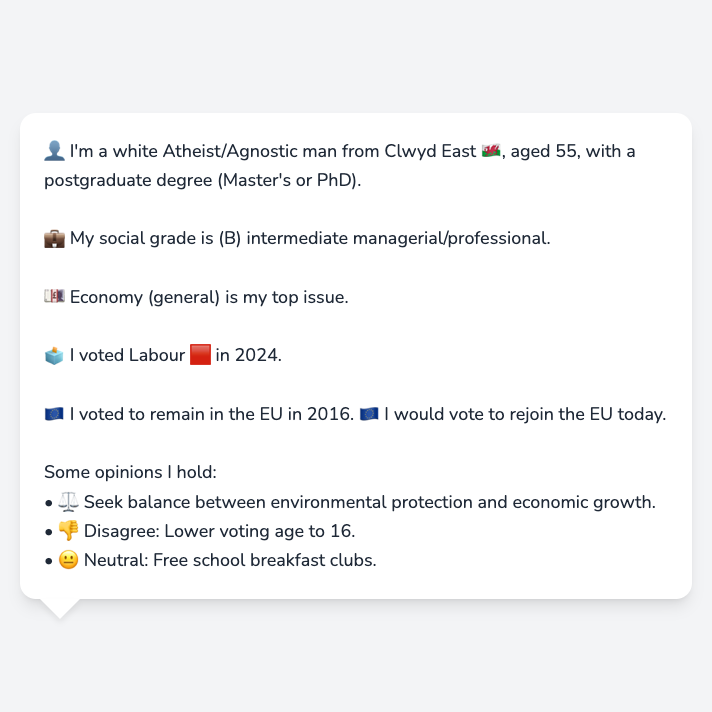 👤 I'm a white Atheist/Agnostic man from Clwyd East 🏴󠁧󠁢󠁷󠁬󠁳󠁿, aged 55, with a
postgraduate degree (Master's or PhD).
💼 My social grade is (B) intermediate managerial/professional.
💷 Economy (general) is my top issue.
🗳️ I voted Labour 🟥 in 2024.
🇪🇺 I voted to remain in the EU in 2016. 🇪🇺 I would vote to rejoin the EU today.
Some opinions I hold:
• ⚖️ Seek balance between environmental protection and economic growth.
• 👎 Disagree: Lower voting age to 16.
• 😐 Neutral: Free school breakfast clubs.